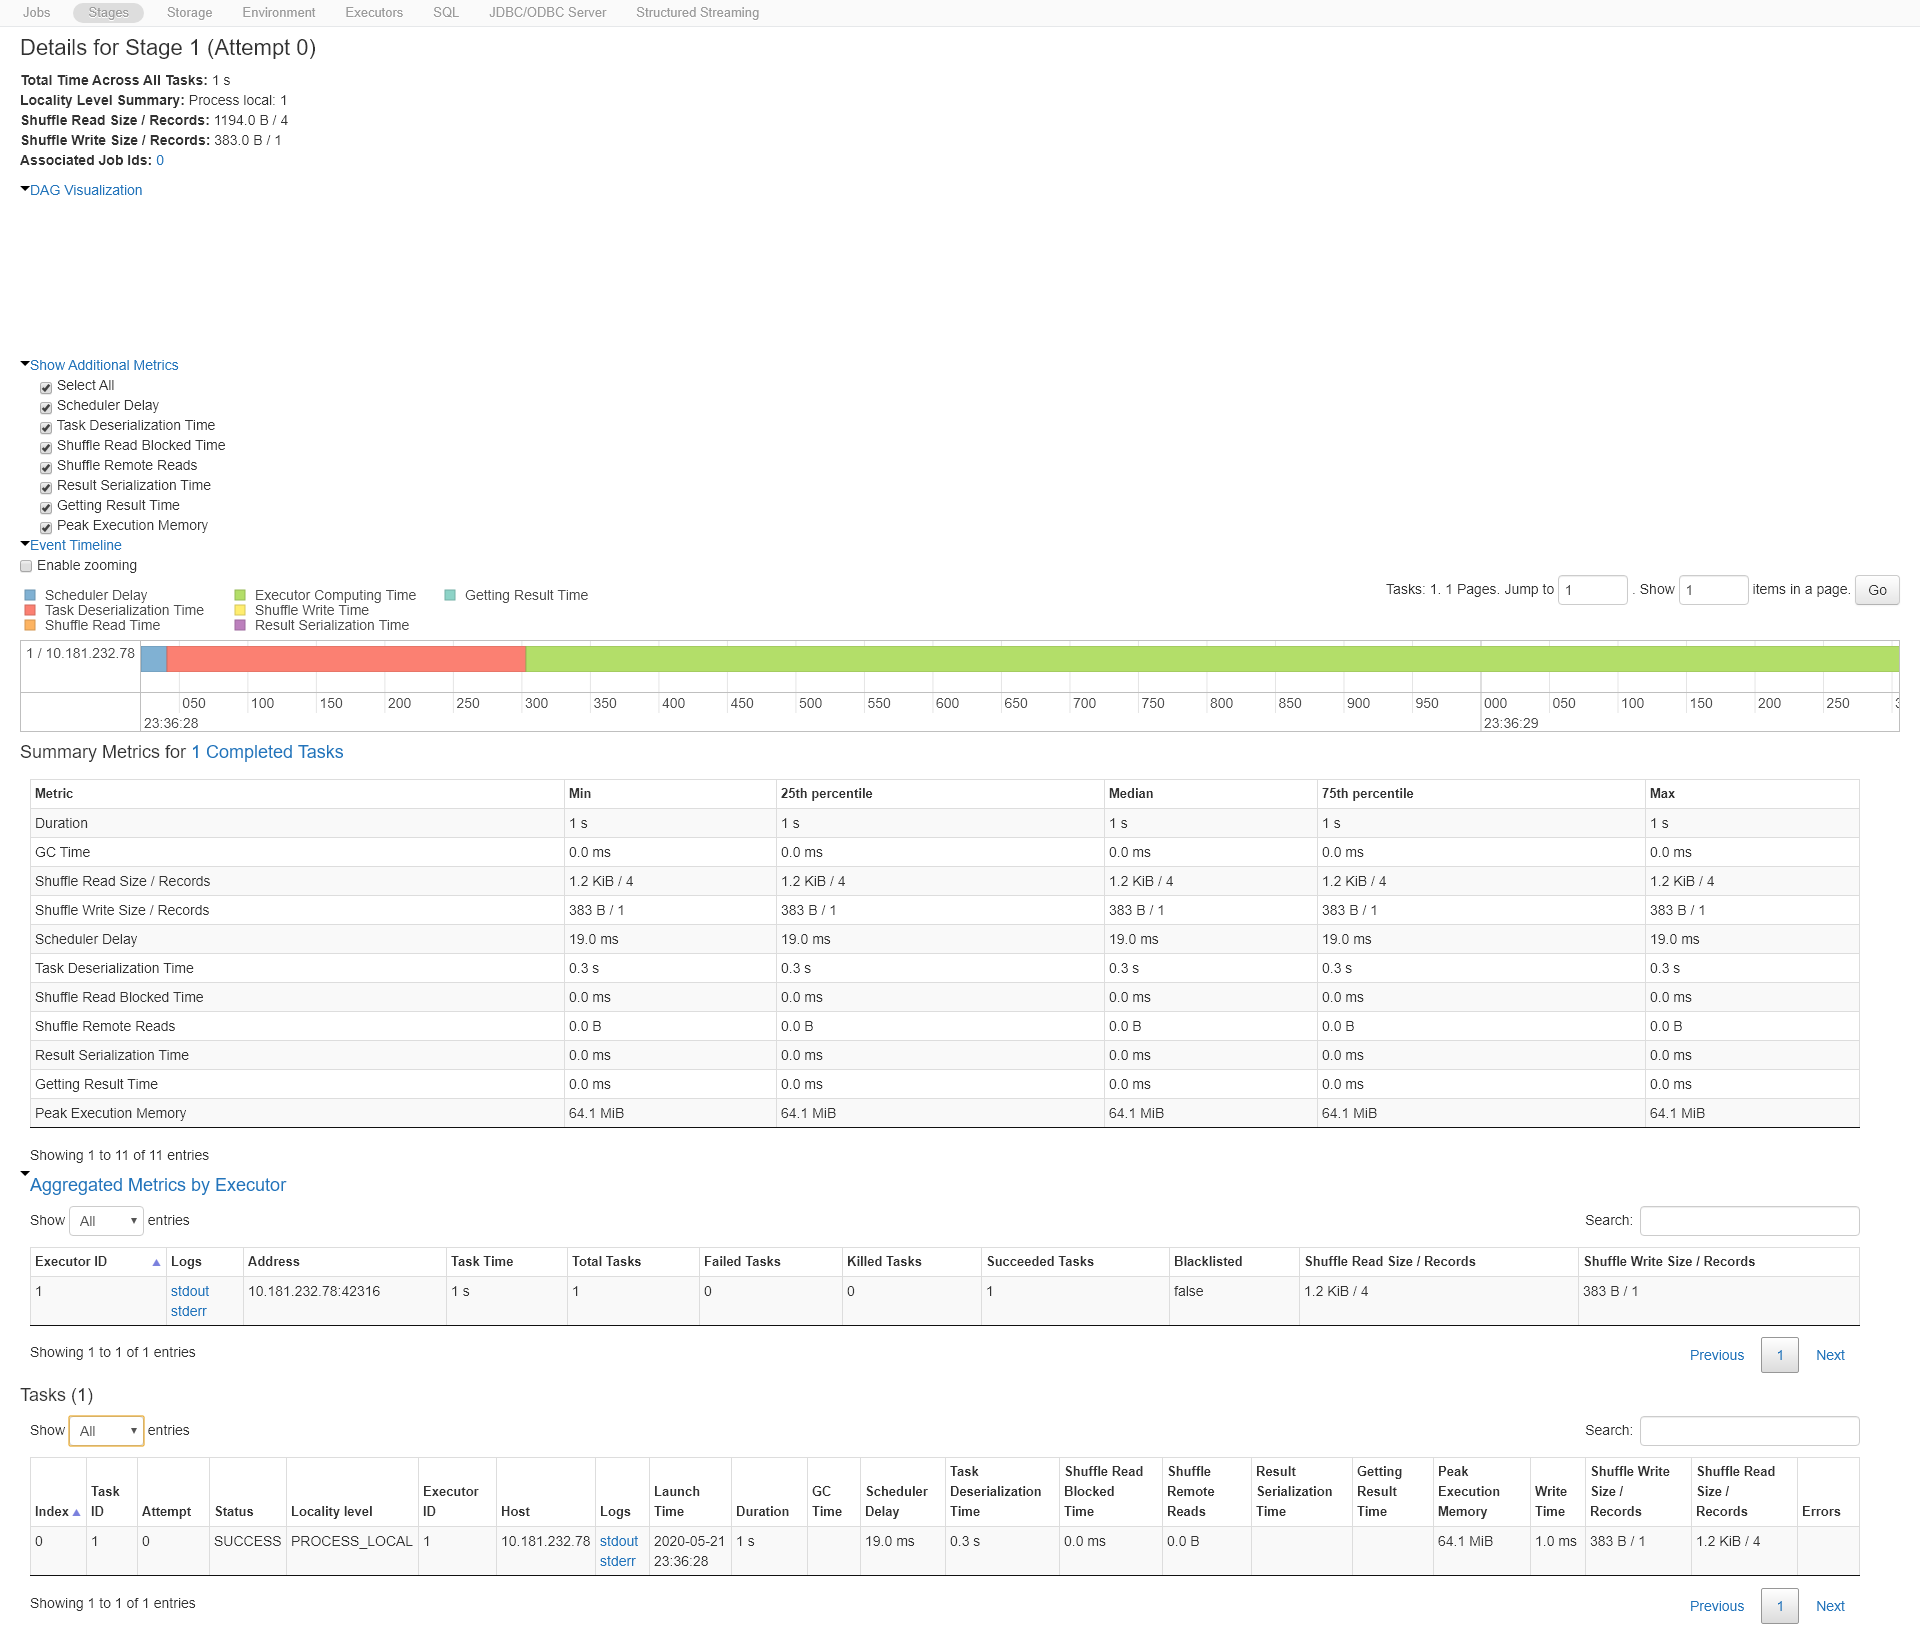 Jobs Stages Storage Environment Executors SQL JDBC/ODBC Server Structured Streaming
Details for Stage 1 (Attempt 0)
Total Time Across All Tasks: 1 s
Locality Level Summary: Process local: 1
Shuffle Read Size / Records: 1194.0 B / 4
Shuffle Write Size / Records: 383.0 B / 1
Associated Job Ids: 0
DAG Visualization
Show Additional Metrics
Select All
Scheduler Delay
Task Deserialization Time
Shuffle Read Blocked Time
Shuffle Remote Reads
Result Serialization Time
Getting Result Time
Peak Execution Memory
Event Timeline
Enable zooming
Tasks: 1. 1 Pages. Jump to 1 . Show 1 items in a page. Go
Scheduler Delay Executor Computing Time Getting Result Time
Task Deserialization Time Shuffle Write Time
Shuffle Read Time Result Serialization Time
1 / 10.181.232.78
050 100 150 200 250 300 350 400 450 500 550 600 650 700 750 800 850 900 950 000 050 100 150 200 250
23:36:28 23:36:29
Summary Metrics for 1 Completed Tasks
Metric Min 25th percentile Median 75th percentile Max
Duration 1 s 1 s 1 s 1 s 1 s
GC Time 0.0 ms 0.0 ms 0.0 ms 0.0 ms 0.0 ms
Shuffle Read Size / Records 1.2 KiB / 4 1.2 KiB / 4 1.2 KiB / 4 1.2 KiB / 4 1.2 KiB / 4
Shuffle Write Size / Records 383 B / 1 383 B / 1 383 B / 1 383 B / 1 383 B / 1
Scheduler Delay 19.0 ms 19.0 ms 19.0 ms 19.0 ms 19.0 ms
Task Deserialization Time 0.3 s 0.3 s 0.3 s 0.3 s 0.3 s
Shuffle Read Blocked Time 0.0 ms 0.0 ms 0.0 ms 0.0 ms 0.0 ms
Shuffle Remote Reads 0.0 B 0.0 B 0.0 B 0.0 B 0.0 B
Result Serialization Time 0.0 ms 0.0 ms 0.0 ms 0.0 ms 0.0 ms
Getting Result Time 0.0 ms 0.0 ms 0.0 ms 0.0 ms 0.0 ms
Peak Execution Memory 64.1 MiB 64.1 MiB 64.1 MiB 64.1 MiB 64.1 MiB
Showing 1 to 11 of 11 entries
Aggregated Metrics by Executor
Show All entries Search:
Executor ID Logs Address Task Time Total Tasks Failed Tasks Killed Tasks Succeeded Tasks Blacklisted Shuffle Read Size / Records Shuffle Write Size / Records
1 stdout 10.181.232.78:42316 1 s 1 0 0 1 false 1.2 KiB / 4 383 B / 1
stderr
Showing 1 to 1 of 1 entries
Previous 1 Next
Tasks (1)
Show All entries Search:
Task Shuffle Read Shuffle Result Getting Peak Shuffle Write Shuffle Read
Task Executor Launch Scheduler Deserialization Blocked Remote Serialization Result Execution Write Size / Size /
Index ID Attempt Status Locality level ID Host Logs Time Duration GC Time Delay Time Time Reads Time Time Memory Time Records Records Errors
0 1 0 SUCCESS PROCESS_LOCAL 1 10.181.232.78 stdout 2020-05-21 1 s 19.0 ms 0.3 s 0.0 ms 0.0 B 64.1 MiB 1.0 ms 383 B / 1 1.2 KiB / 4
stderr 23:36:28
Showing 1 to 1 of 1 entries
Previous 1 Next